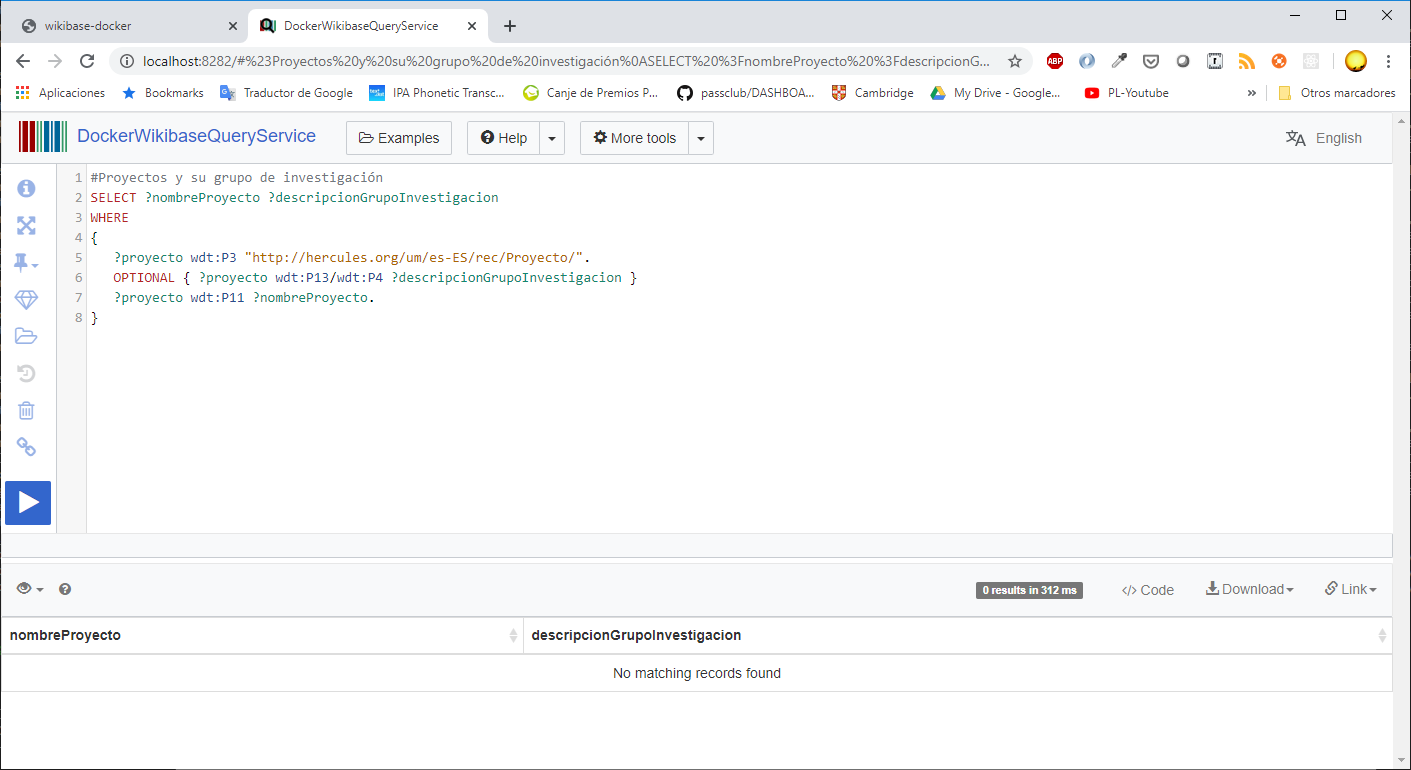 wikibase-docker
DockerWikibaseQueryService
localhost:8282/#%23Proyectos%20y%20su%20grupo%20de%20investigación%0ASELECT%20%3FnombreProyecto%20%3FdescripcionG...
ABP
Aplicaciones
Bookmarks
Traductor de Google
IPA Phonetic Transc...
Canje de Premios P...
passclub/DASHBOA...
Cambridge
My Drive - Google...
PL-Youtube
»
Otros marcadores
DockerWikibaseQueryService
Examples
Help
More tools
English
1 #Proyectos y su grupo de investigación
2 SELECT ?nombreProyecto ?descripcionGrupoInvestigacion
3 WHERE
4 {
5 ?proyecto wdt:P3 "http://hercules.org/um/es-ES/rec/Proyecto/".
6 OPTIONAL { ?proyecto wdt:P13/wdt:P4 ?descripcionGrupoInvestigacion }
7 ?proyecto wdt:P11 ?nombreProyecto.
8 }
0 results in 312 ms
</> Code
Download
Link
nombreProyecto
descripcionGrupoInvestigacion
No matching records found